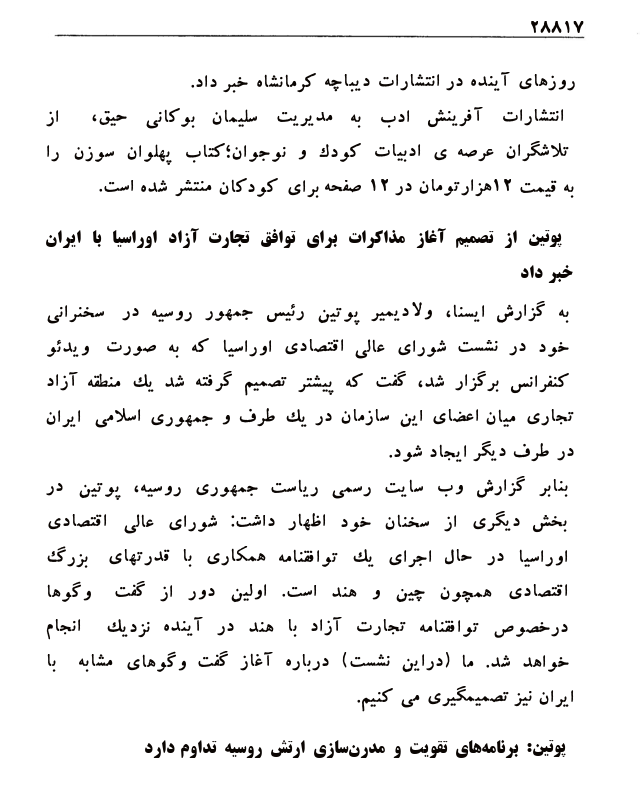 ۲۸۸۱۷
روزهای آینده در انتشارات دیباچه کرمانشاه خبر داد.
انتشارات آفرینش ادب به مدیریت سلیمان بوکانی حیق، از
تلاشگران عرصه ی ادبیات کودك و نوجوان؛کتاب پهلوان سوزن را
به قیمت ۱۲هزارتومان در ۱۲ صفحه برای کودکان منتشر شده است.
پوتین از تصمیم آغاز مذاکرات برای توافق تجارت آزاد اوراسیا با ایران
خبر داد
به گزارش ایسنا، ولادیمیر پوتین رئیس جمهور روسیه در سخنرانی
خود در نشست شورای عالی اقتصادی اوراسیا که به صورت ویدئو
کنفرانس برگزار شد، گفت که پیشتر تصمیم گرفته شد یك منطقه آزاد
تجاری میان اعضای این سازمان در یك طرف و جمهوری اسلامی ایران
در طرف دیگر ایجاد شود.
بنابر گزارش وب سایت رسمی ریاست جمهوری روسیه، پوتین در
بخش دیگری از سخنان خود اظهار داشت: شورای عالی اقتصادی
اوراسیا در حال اجرای یك توافقنامه همکاری با قدرتهای بزرگ
اقتصادی همچون چین و هند است. اولین دور از گفت وگوها
درخصوص توافقنامه تجارت آزاد با هند در آینده نزدیك انجام
خواهد شد. ما (دراین نشست) درباره آغاز گفت وگوهای مشابه با
ایران نیز تصمیمگیری می کنیم.
پوتین: برنامه‌های تقویت و مدرن‌سازی ارتش روسیه تداوم دارد